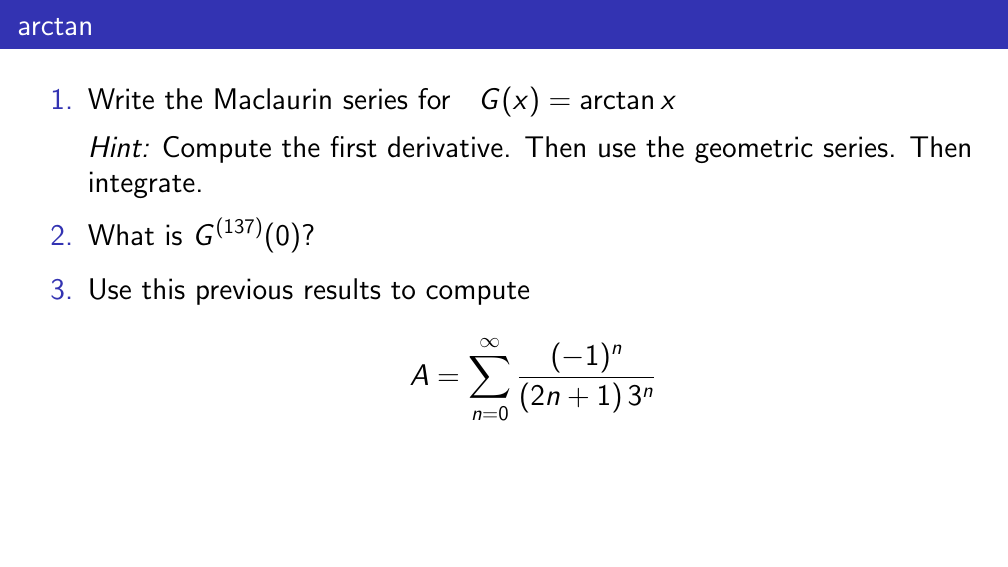 arctan
1. Write the Maclaurin series for G(x) = arctan x
Hint: Compute the first derivative. Then use the geometric series. Then
integrate.
2. What is G^(137)(0)?
3. Use this previous results to compute
A = ∑_{n=0}^{∞} (−1)^n / ((2n + 1) 3^n)